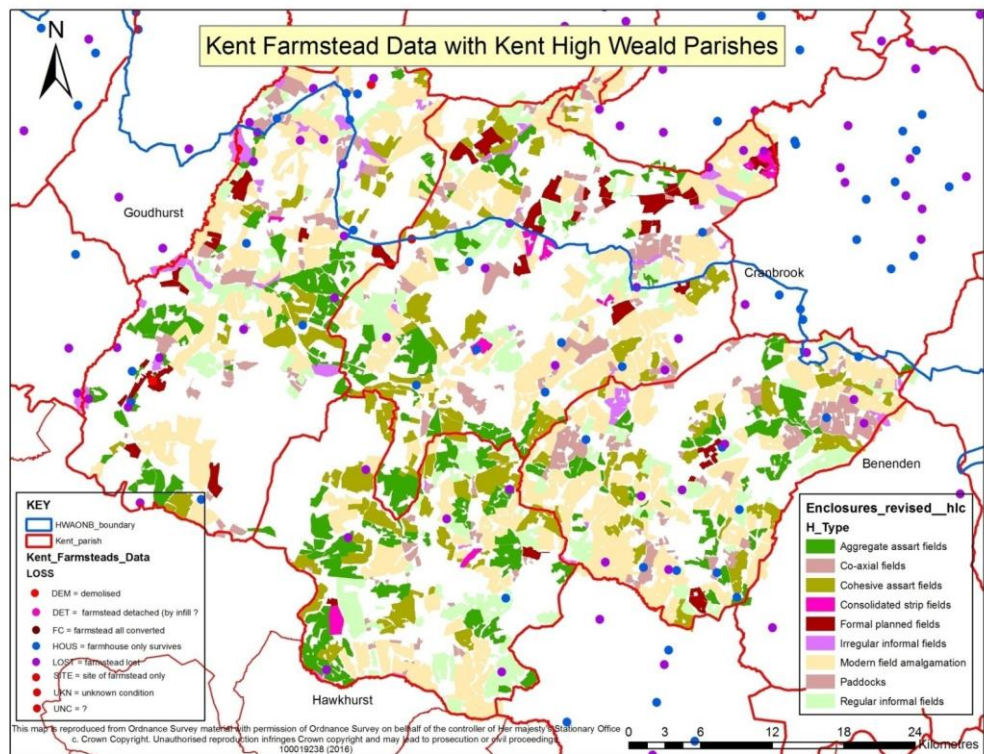 Kent Farmstead Data with Kent High Weald Parishes
N
Goudhurst
Cranbrook
Benenden
Hawkhurst
KEY
HWAONB_boundary
Kent_parish
Kent_Farmsteads_Data
LOSS
DEM = demolised
DET = farmstead detached (by infill ?
FC = farmstead all converted
HOUS = farmhouse only survives
LOST = farmstead lost
SITE = site of farmstead only
UKN = unknown condition
UNC = ?
Enclosures_revised__hlc
H_Type
Aggregate assart fields
Co-axial fields
Cohesive assart fields
Consolidated strip fields
Formal planned fields
Irregular informal fields
Modern field amalgamation
Paddocks
Regular informal fields
This map is reproduced from Ordnance Survey material with permission of Ordnance Survey on behalf of the controller of Her majesty's Stationary Office
c. Crown Copyright. Unauthorised reproduction infringes Crown copyright and may lead to prosecution or civil proceedings
100019238 (2016)
0 3 6 12 18 24
Kilometres